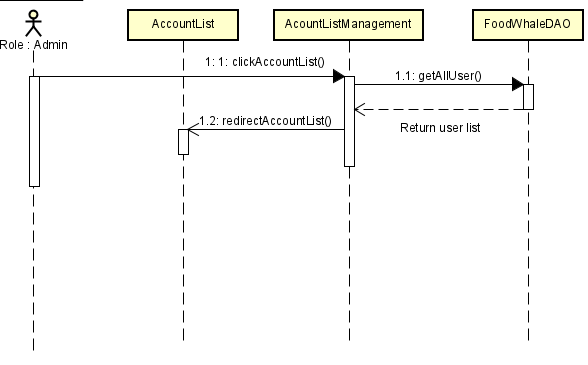 Role : Admin
AccountList
AcountListManagement
FoodWhaleDAO
1: 1: clickAccountList()
1.1: getAllUser()
Return user list
1.2: redirectAccountList()